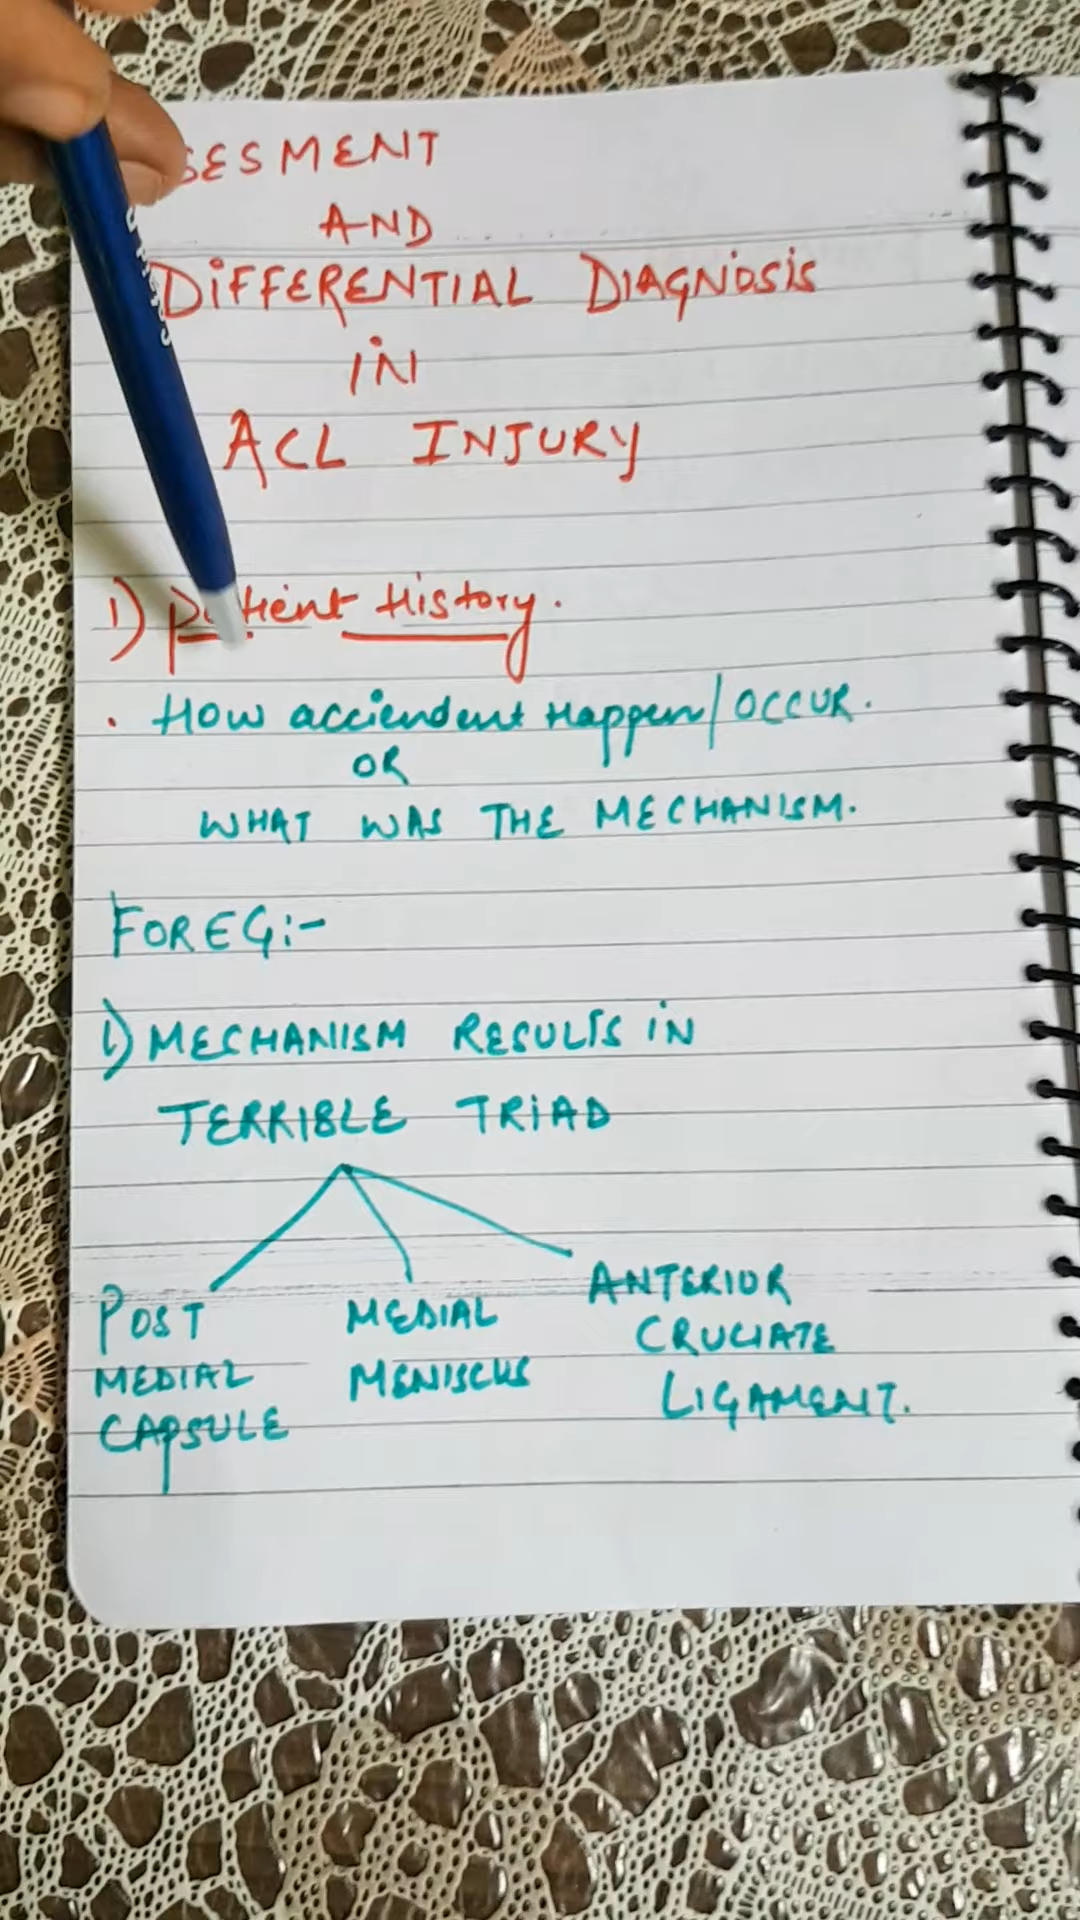 SESMENT
AND
DIFFERENTIAL DIAGNOSIS
IN
ACL INJURY
1) Patient History.
. How acciendent Happen/OCCUR.
OR
WHAT WAS THE MECHANISM.
FOREG:-
1) MECHANISM RESULTS IN
TERRIBLE TRIAD
POST MEDIAL ANTERIOR
MEDIAL MENISCUS CRUCIATE
CAPSULE LIGAMENT.